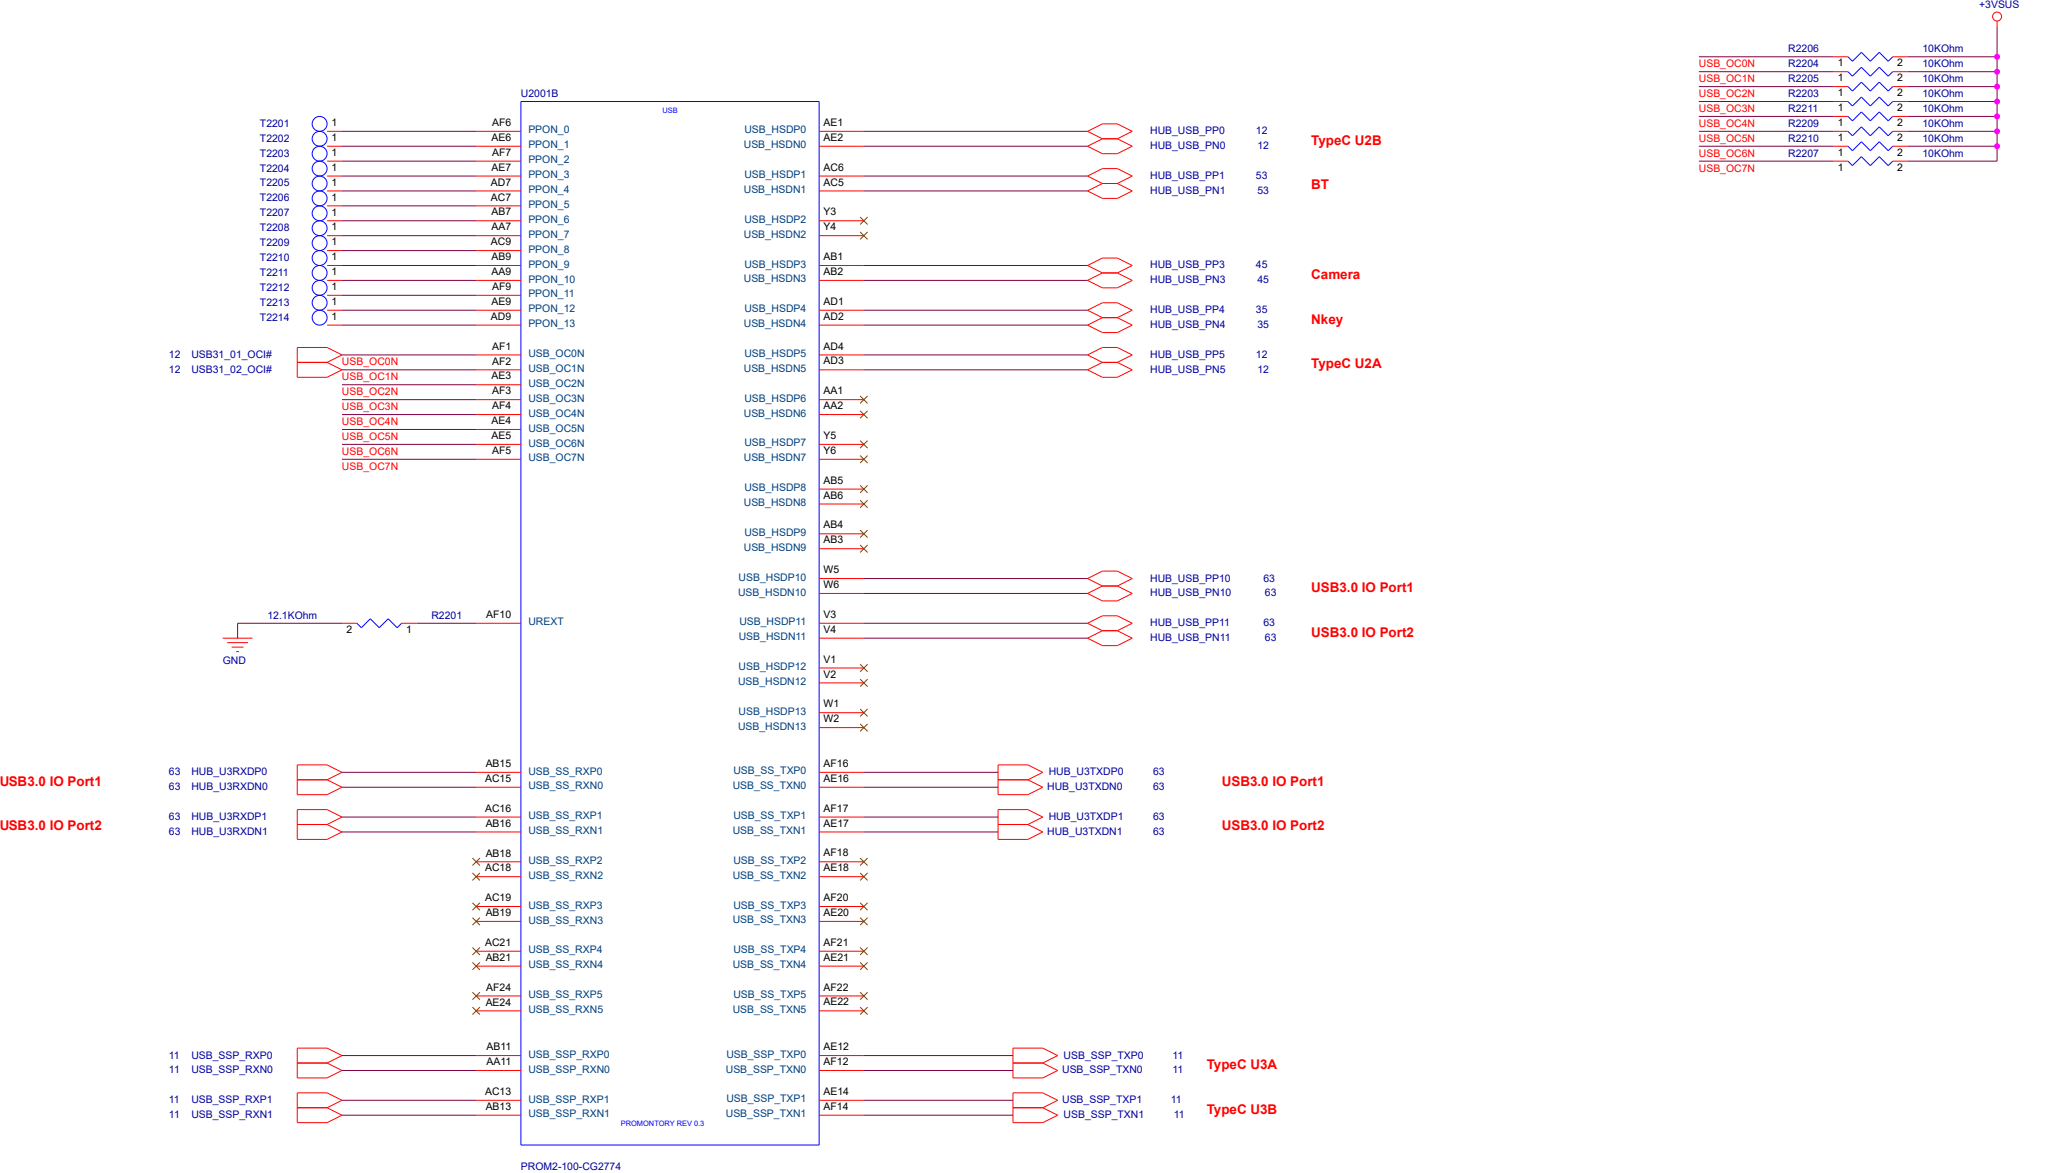 +3VSUS
R2206 10KOhm
USB_OC0N R2204 1 2 10KOhm
USB_OC1N R2205 1 2 10KOhm
USB_OC2N R2203 1 2 10KOhm
USB_OC3N R2211 1 2 10KOhm
USB_OC4N R2209 1 2 10KOhm
USB_OC5N R2210 1 2 10KOhm
USB_OC6N R2207 1 2 10KOhm
USB_OC7N 1 2
U2001B
USB
T2201 1 AF6 PPON_0
T2202 1 AE6 PPON_1
T2203 1 AF7 PPON_2
T2204 1 AE7 PPON_3
T2205 1 AD7 PPON_4
T2206 1 AC7 PPON_5
T2207 1 AB7 PPON_6
T2208 1 AA7 PPON_7
T2209 1 AC9 PPON_8
T2210 1 AB9 PPON_9
T2211 1 AA9 PPON_10
T2212 1 AF9 PPON_11
T2213 1 AE9 PPON_12
T2214 1 AD9 PPON_13
12 USB31_01_OCI# AF1 USB_OC0N
12 USB31_02_OCI# USB_OC0N AF2 USB_OC1N
USB_OC1N AE3 USB_OC2N
USB_OC2N AF3 USB_OC3N
USB_OC3N AF4 USB_OC4N
USB_OC4N AE4 USB_OC5N
USB_OC5N AE5 USB_OC6N
USB_OC6N AF5 USB_OC7N
USB_OC7N
12.1KOhm R2201 AF10 UREXT
2 1
GND
USB3.0 IO Port1
63 HUB_U3RXDP0 AB15 USB_SS_RXP0
63 HUB_U3RXDN0 AC15 USB_SS_RXN0
USB3.0 IO Port2
63 HUB_U3RXDP1 AC16 USB_SS_RXP1
63 HUB_U3RXDN1 AB16 USB_SS_RXN1
AB18 USB_SS_RXP2
AC18 USB_SS_RXN2
AC19 USB_SS_RXP3
AB19 USB_SS_RXN3
AC21 USB_SS_RXP4
AB21 USB_SS_RXN4
AF24 USB_SS_RXP5
AE24 USB_SS_RXN5
11 USB_SSP_RXP0 AB11 USB_SSP_RXP0
11 USB_SSP_RXN0 AA11 USB_SSP_RXN0
11 USB_SSP_RXP1 AC13 USB_SSP_RXP1
11 USB_SSP_RXN1 AB13 USB_SSP_RXN1
USB_HSDP0 AE1 HUB_USB_PP0 12
USB_HSDN0 AE2 HUB_USB_PN0 12
TypeC U2B
USB_HSDP1 AC6 HUB_USB_PP1 53
USB_HSDN1 AC5 HUB_USB_PN1 53
BT
USB_HSDP2 Y3
USB_HSDN2 Y4
USB_HSDP3 AB1 HUB_USB_PP3 45
USB_HSDN3 AB2 HUB_USB_PN3 45
Camera
USB_HSDP4 AD1 HUB_USB_PP4 35
USB_HSDN4 AD2 HUB_USB_PN4 35
Nkey
USB_HSDP5 AD4 HUB_USB_PP5 12
USB_HSDN5 AD3 HUB_USB_PN5 12
TypeC U2A
USB_HSDP6 AA1
USB_HSDN6 AA2
USB_HSDP7 Y5
USB_HSDN7 Y6
USB_HSDP8 AB5
USB_HSDN8 AB6
USB_HSDP9 AB4
USB_HSDN9 AB3
USB_HSDP10 W5 HUB_USB_PP10 63
USB_HSDN10 W6 HUB_USB_PN10 63
USB3.0 IO Port1
USB_HSDP11 V3 HUB_USB_PP11 63
USB_HSDN11 V4 HUB_USB_PN11 63
USB3.0 IO Port2
USB_HSDP12 V1
USB_HSDN12 V2
USB_HSDP13 W1
USB_HSDN13 W2
USB_SS_TXP0 AF16 HUB_U3TXDP0 63
USB_SS_TXN0 AE16 HUB_U3TXDN0 63
USB3.0 IO Port1
USB_SS_TXP1 AF17 HUB_U3TXDP1 63
USB_SS_TXN1 AE17 HUB_U3TXDN1 63
USB3.0 IO Port2
USB_SS_TXP2 AF18
USB_SS_TXN2 AE18
USB_SS_TXP3 AF20
USB_SS_TXN3 AE20
USB_SS_TXP4 AF21
USB_SS_TXN4 AE21
USB_SS_TXP5 AF22
USB_SS_TXN5 AE22
USB_SSP_TXP0 AE12 USB_SSP_TXP0 11
USB_SSP_TXN0 AF12 USB_SSP_TXN0 11
TypeC U3A
USB_SSP_TXP1 AE14 USB_SSP_TXP1 11
USB_SSP_TXN1 AF14 USB_SSP_TXN1 11
TypeC U3B
PROMONTORY REV 0.3
PROM2-100-CG2774